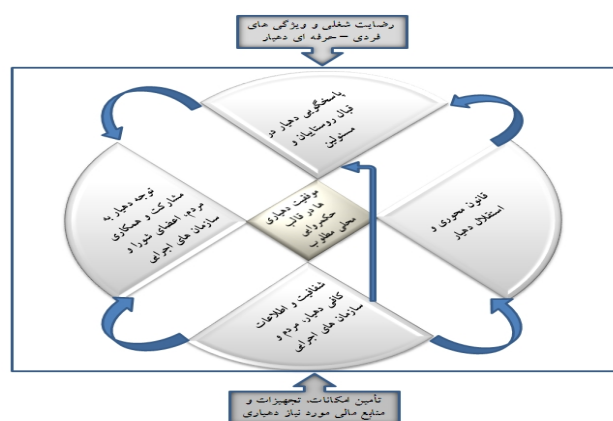 رضایت شغلی و ویژگی های
فردی – حرفه ای دهیار
پاسخگویی دهیار در
قبال روستاییان و
مسئولین
توجه دهیار به
مشارکت و همکاری
مردم، اعضای شورا و
سازمان های اجرایی
موفقیت دهیاری
ها در قالب
حکمروایی
محلی مطلوب
قانون محوری و
استقلال دهیار
شفافیت و اطلاعات
کافی دهیار، مردم و
سازمان های اجرایی
تأمین امکانات، تجهیزات و
منابع مالی مورد نیاز دهیاری